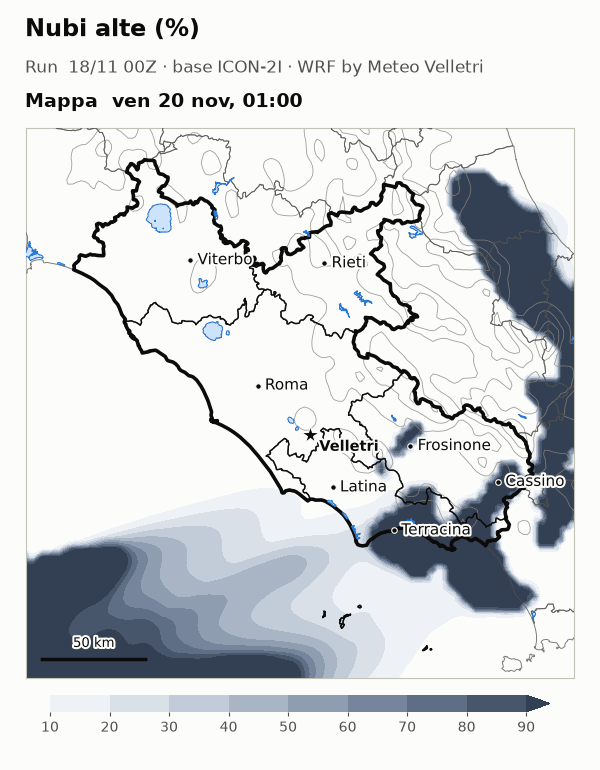 Nubi alte (%)
Run 18/11 00Z · base ICON-2I · WRF by Meteo Velletri
Mappa ven 20 nov, 01:00
Viterbo
Rieti
Roma
Velletri
Frosinone
Latina
Cassino
Terracina
50 km
10 20 30 40 50 60 70 80 90